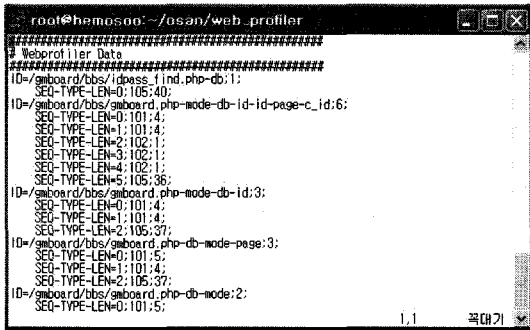 root@hemosoo:~/osan/web_profiler
##################################################
# Webprofiler Data
##################################################
ID=/gmboard/bbs/idpass_find.php-db;1;
SEQ-TYPE-LEN=0;105;40;
ID=/gmboard/bbs/gmboard.php-mode-db-id-id-page-c_id;6;
SEQ-TYPE-LEN=0;101;4;
SEQ-TYPE-LEN=1;101;4;
SEQ-TYPE-LEN=2;102;1;
SEQ-TYPE-LEN=3;102;1;
SEQ-TYPE-LEN=4;102;1;
SEQ-TYPE-LEN=5;105;36;
ID=/gmboard/bbs/gmboard.php-mode-db-id;3;
SEQ-TYPE-LEN=0;101;4;
SEQ-TYPE-LEN=1;101;4;
SEQ-TYPE-LEN=2;105;37;
ID=/gmboard/bbs/gmboard.php-db-mode-page;3;
SEQ-TYPE-LEN=0;101;5;
SEQ-TYPE-LEN=1;101;4;
SEQ-TYPE-LEN=2;105;37;
ID=/gmboard/bbs/gmboard.php-db-mode;2;
SEQ-TYPE-LEN=0;101;5;
1,1 꼭대기